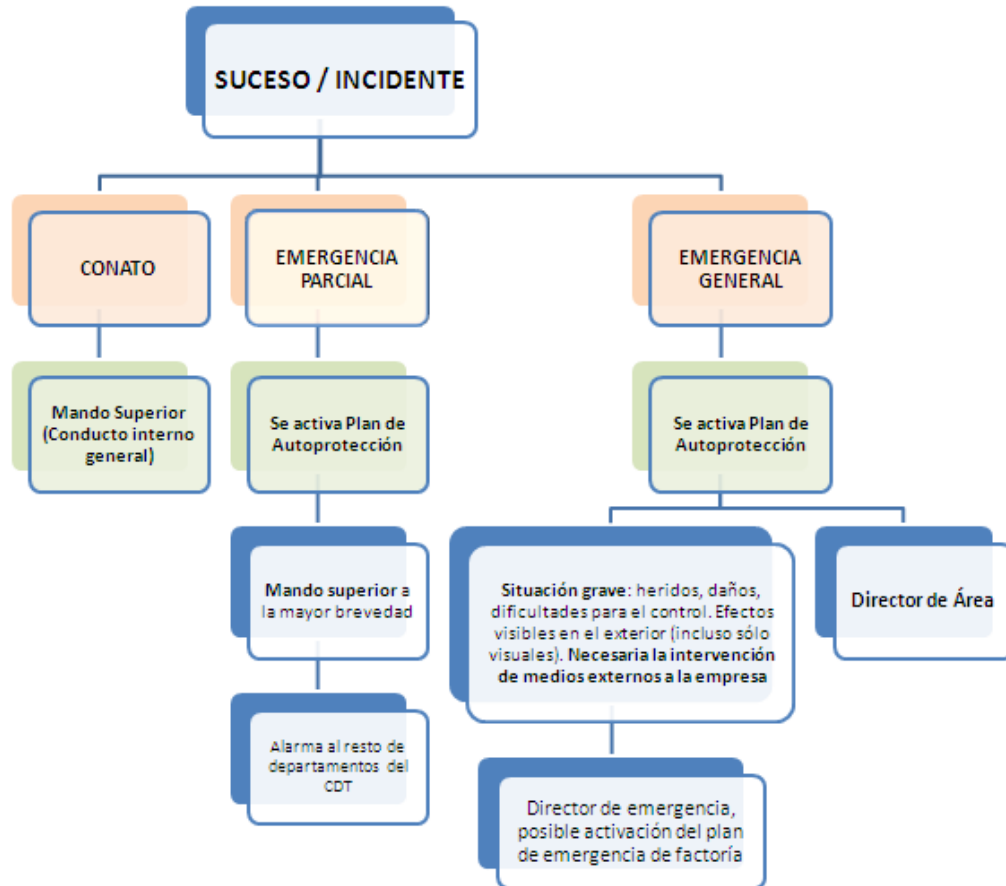 SUCESO / INCIDENTE
CONATO
EMERGENCIA
PARCIAL
EMERGENCIA
GENERAL
Mando Superior
(Conducto interno
general)
Se activa Plan de
Autoprotección
Se activa Plan de
Autoprotección
Mando superior a
la mayor brevedad
Situación grave: heridos, daños,
dificultades para el control. Efectos
visibles en el exterior (incluso sólo
visuales). Necesaria la intervención
de medios externos a la empresa
Director de Área
Alarma al resto de
departamentos del
CDT
Director de emergencia,
posible activación del plan
de emergencia de factoría